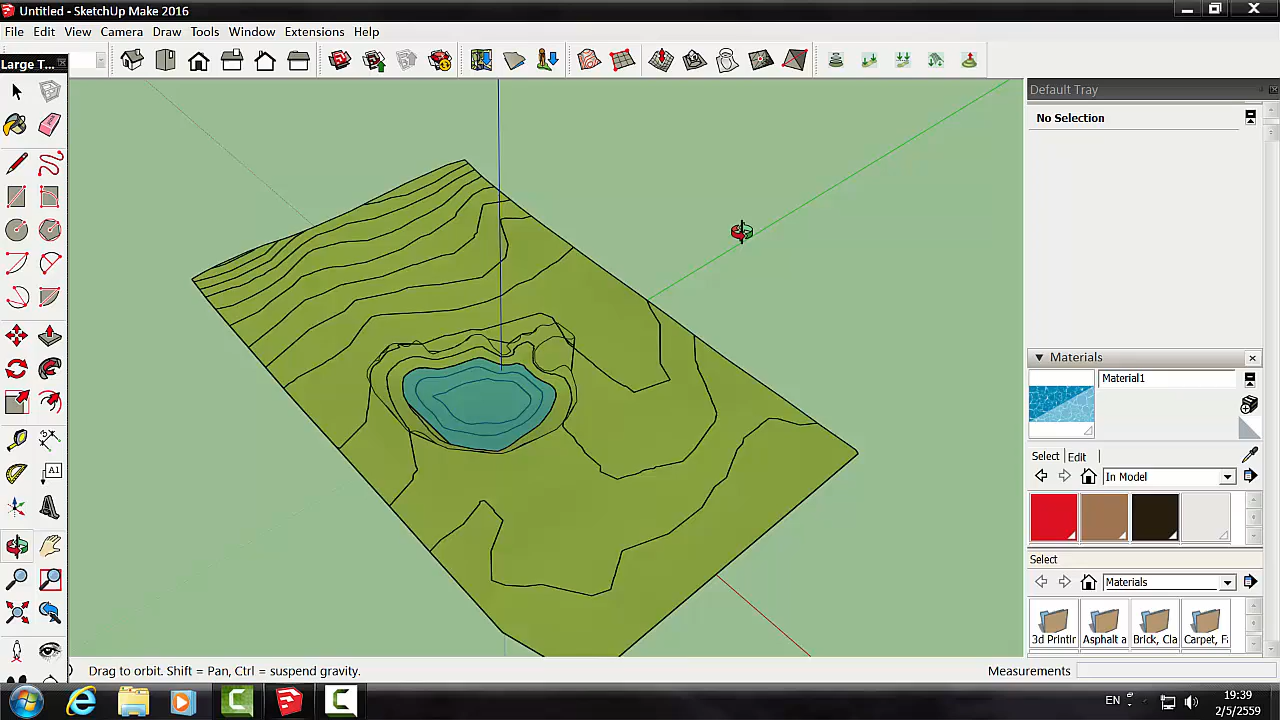 Untitled - SketchUp Make 2016
File Edit View Camera Draw Tools Window Extensions Help
Large T...
Default Tray
No Selection
Materials
Material1
Select Edit
In Model
Select
Materials
3d Printir Asphalt a Brick, Cla Carpet, F
A1
Drag to orbit. Shift = Pan, Ctrl = suspend gravity.
Measurements
EN
19:39
2/5/2559